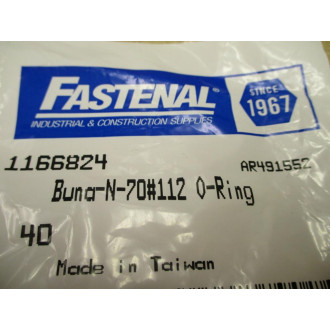 FASTENAL®
INDUSTRIAL & CONSTRUCTION SUPPLIES
SINCE
1967
1166824 AR491552
Buna-N-70#112 O-Ring
40
Made in Taiwan